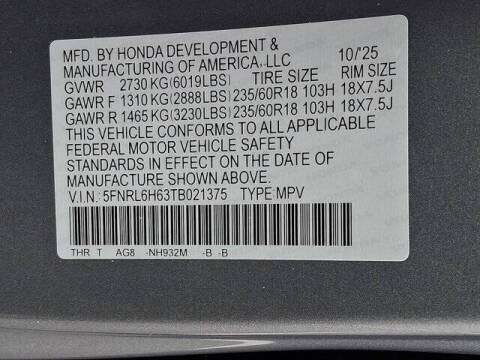 MFD. BY HONDA DEVELOPMENT &
MANUFACTURING OF AMERICA, LLC 10/'25
GVWR 2730 KG(6019LBS) TIRE SIZE RIM SIZE
GAWR F 1310 KG(2888LBS) 235/60R18 103H 18X7.5J
GAWR R 1465 KG(3230LBS) 235/60R18 103H 18X7.5J
THIS VEHICLE CONFORMS TO ALL APPLICABLE
FEDERAL MOTOR VEHICLE SAFETY
STANDARDS IN EFFECT ON THE DATE OF
MANUFACTURE SHOWN ABOVE.
V.I.N.: 5FNRL6H63TB021375 TYPE: MPV
THR T AG8 -NH932M -B -B